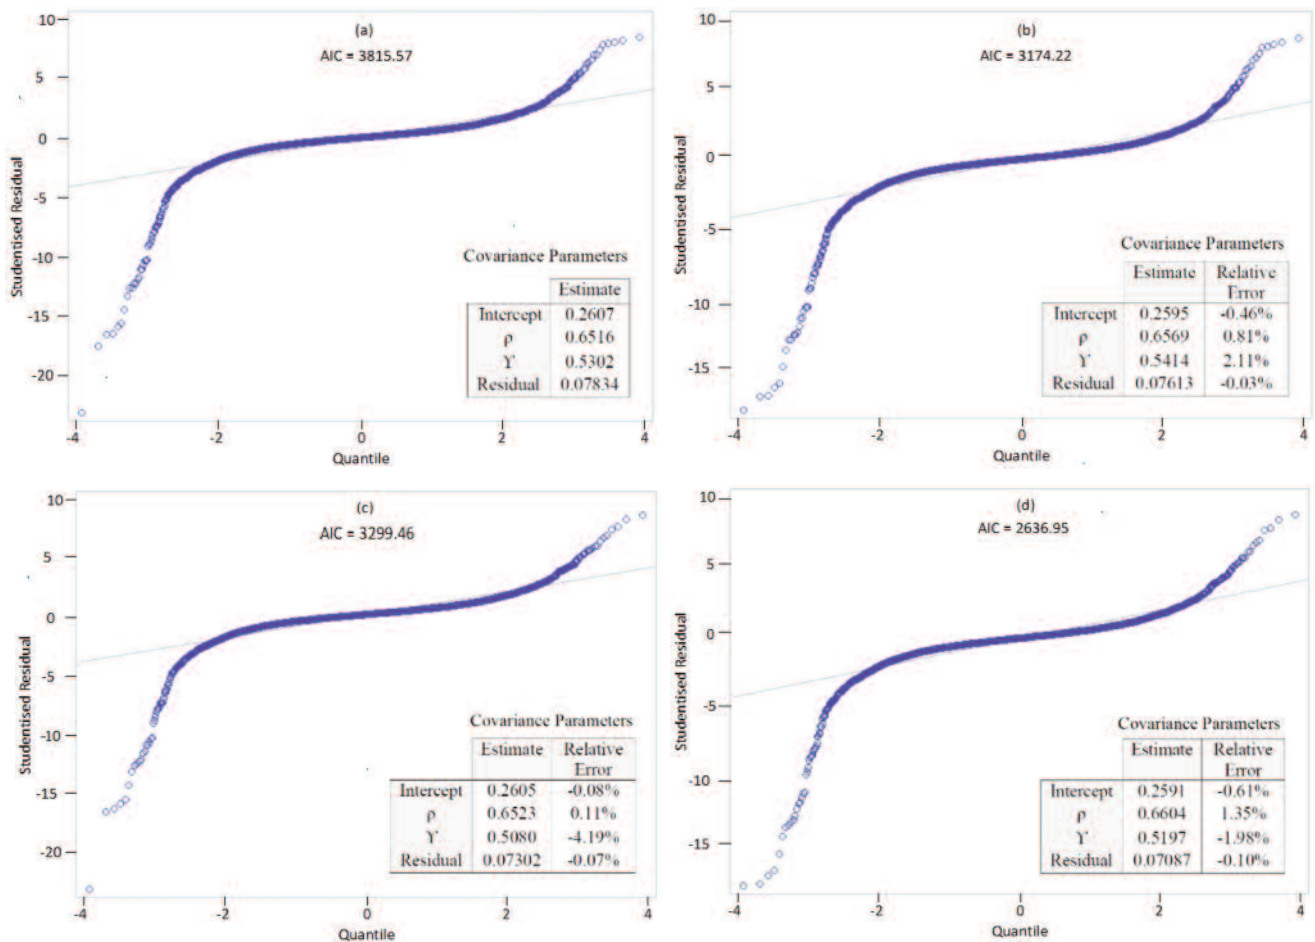 (a)
AIC = 3815.57
10
5
0
-5
-10
-15
-20
Studentised Residual
Covariance Parameters
Estimate
Intercept 0.2607
ρ 0.6516
ϒ 0.5302
Residual 0.07834
-4 -2 0 2 4
Quantile
(b)
AIC = 3174.22
10
5
0
-5
-10
-15
Studentised Residual
Covariance Parameters
Estimate Relative
Error
Intercept 0.2595 -0.46%
ρ 0.6569 0.81%
ϒ 0.5414 2.11%
Residual 0.07613 -0.03%
-4 -2 0 2 4
Quantile
(c)
AIC = 3299.46
10
5
0
-5
-10
-15
-20
Studentised Residual
Covariance Parameters
Estimate Relative
Error
Intercept 0.2605 -0.08%
ρ 0.6523 0.11%
ϒ 0.5080 -4.19%
Residual 0.07302 -0.07%
-4 -2 0 2 4
Quantile
(d)
AIC = 2636.95
10
5
0
-5
-10
-15
Studentised Residual
Covariance Parameters
Estimate Relative
Error
Intercept 0.2591 -0.61%
ρ 0.6604 1.35%
ϒ 0.5197 -1.98%
Residual 0.07087 -0.10%
-4 -2 0 2 4
Quantile